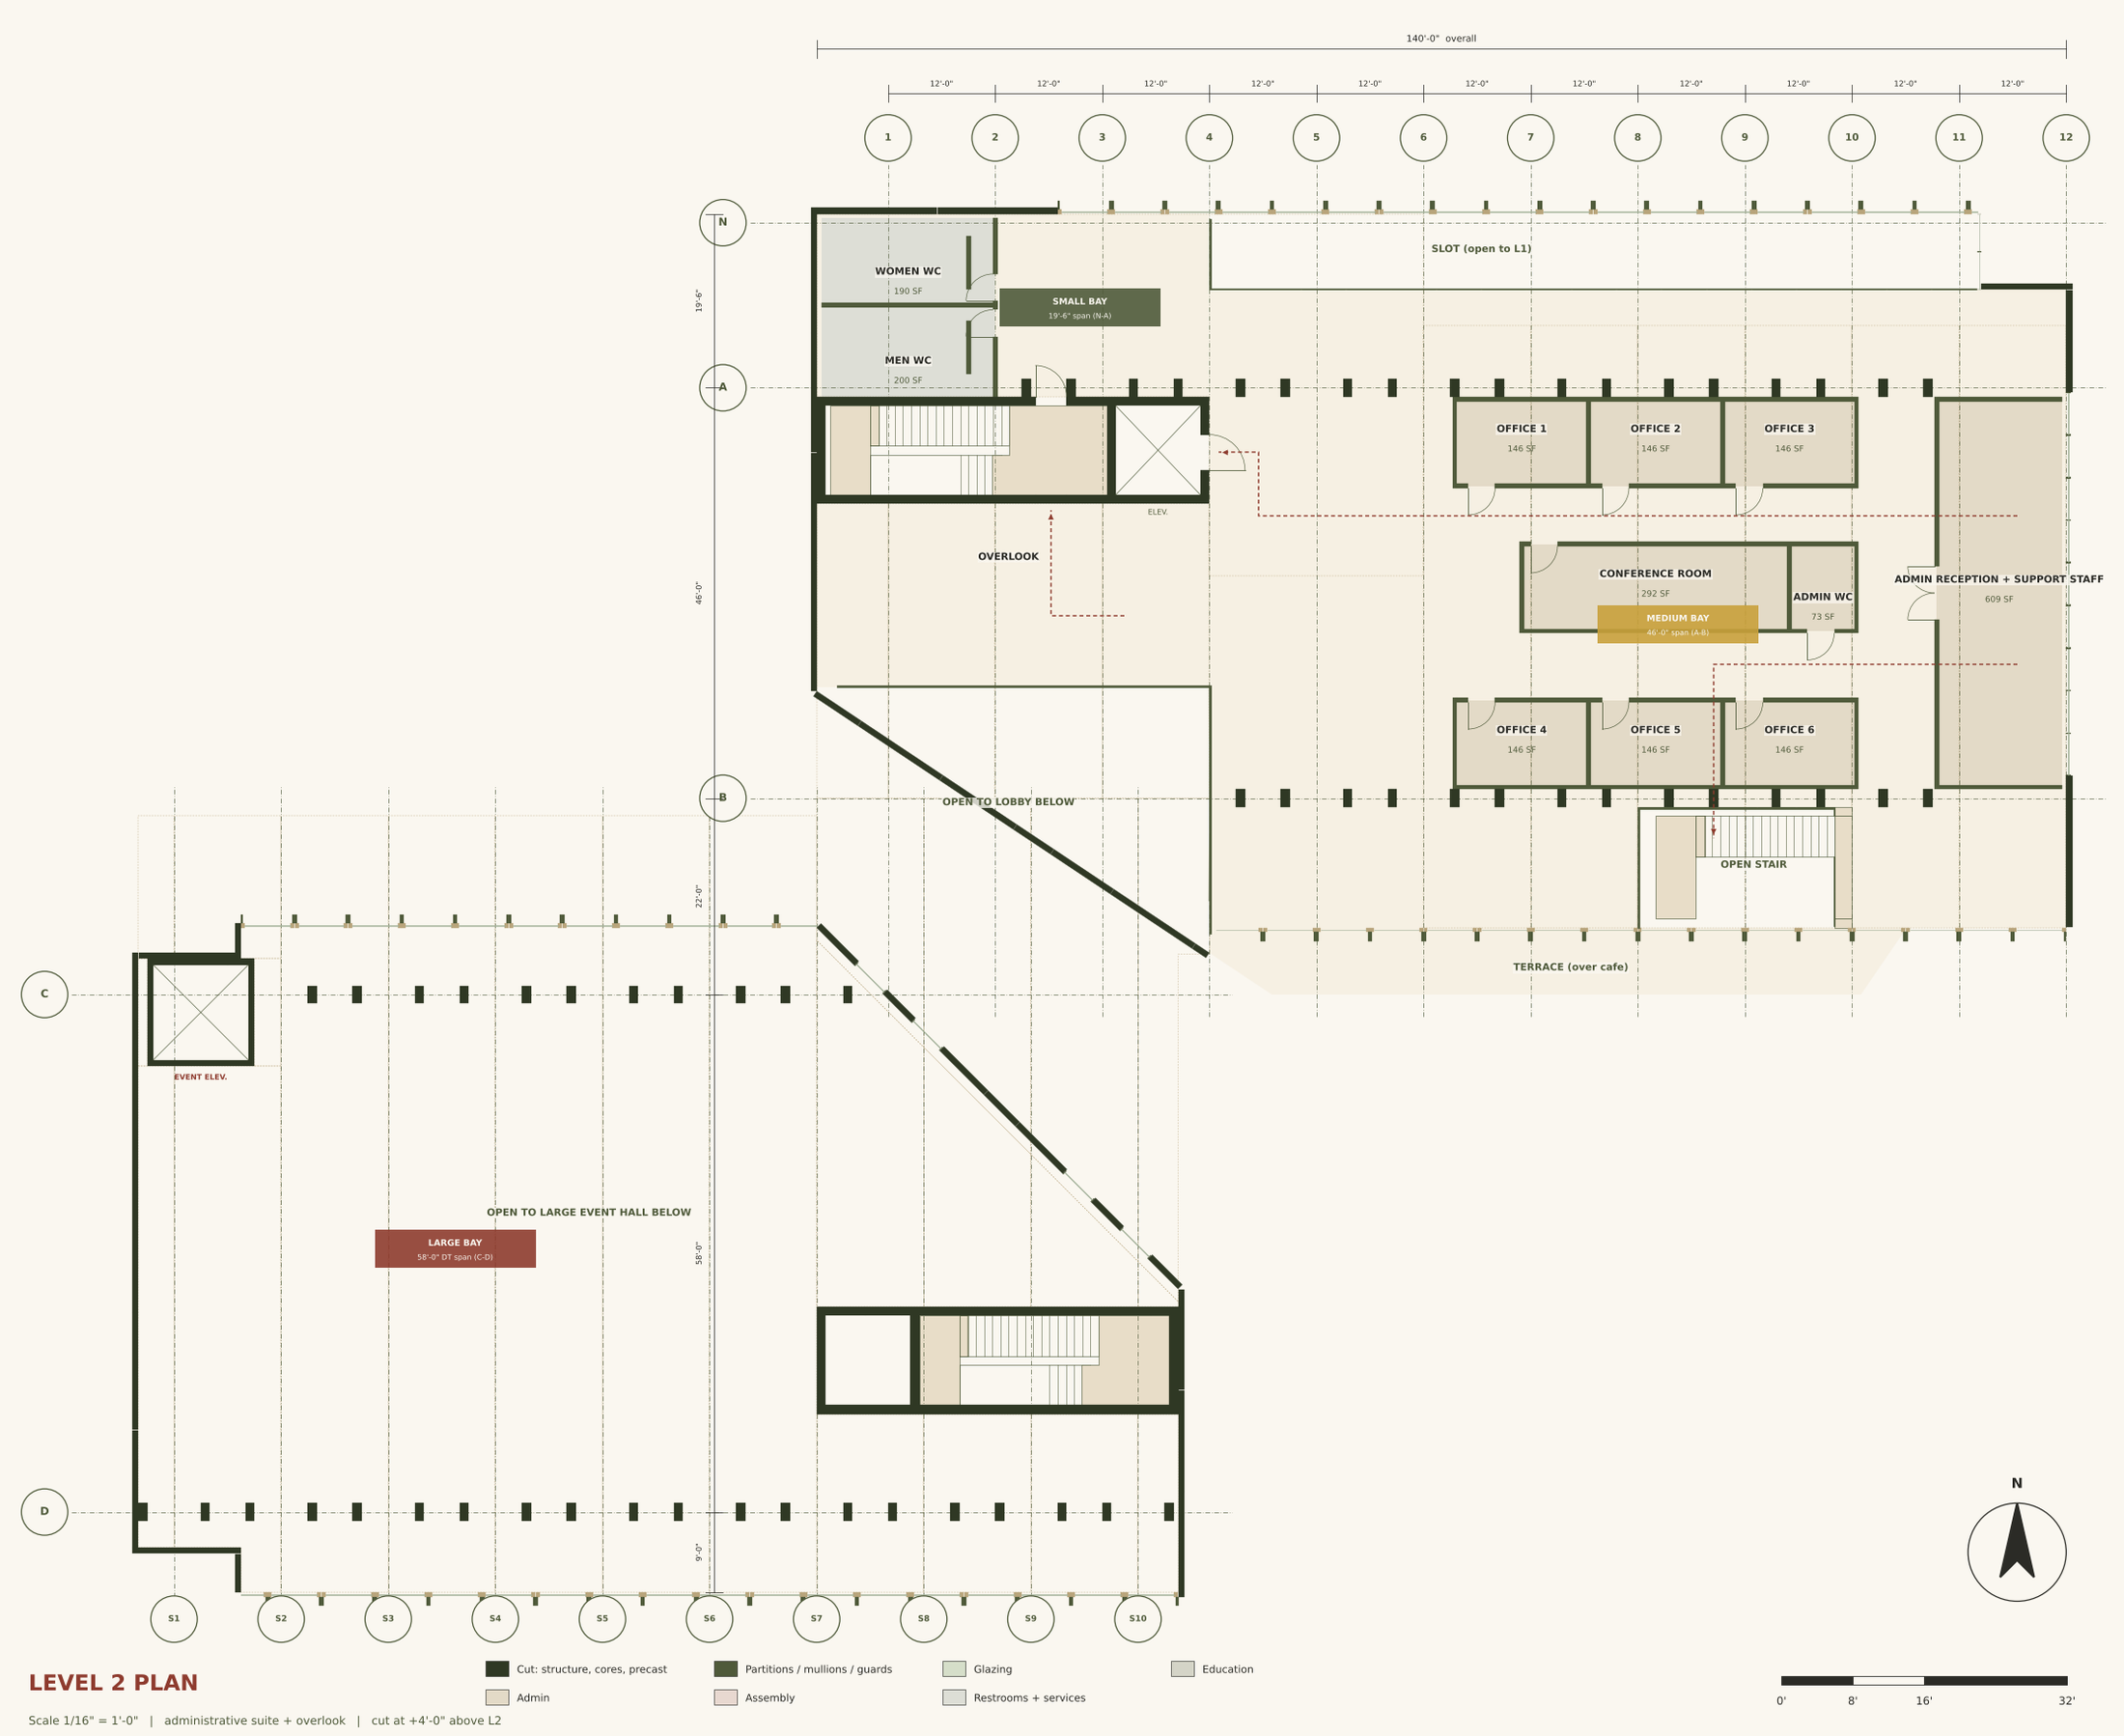 140'-0"  overall
12'-0" 12'-0" 12'-0" 12'-0" 12'-0" 12'-0" 12'-0" 12'-0" 12'-0" 12'-0" 12'-0"
1 2 3 4 5 6 7 8 9 10 11 12
N
SLOT (open to L1)
WOMEN WC
190 SF
SMALL BAY
19'-6" span (N-A)
19'-6"
MEN WC
200 SF
A
OFFICE 1
146 SF
OFFICE 2
146 SF
OFFICE 3
146 SF
ELEV.
OVERLOOK
CONFERENCE ROOM
292 SF
ADMIN WC
73 SF
ADMIN RECEPTION + SUPPORT STAFF
609 SF
46'-0"
MEDIUM BAY
46'-0" span (A-B)
OFFICE 4
146 SF
OFFICE 5
146 SF
OFFICE 6
146 SF
B
OPEN TO LOBBY BELOW
OPEN STAIR
22'-0"
TERRACE (over cafe)
C
EVENT ELEV.
OPEN TO LARGE EVENT HALL BELOW
LARGE BAY
58'-0" DT span (C-D)
58'-0"
D
9'-0"
N
S1 S2 S3 S4 S5 S6 S7 S8 S9 S10
LEVEL 2 PLAN
Scale 1/16" = 1'-0"   |   administrative suite + overlook   |   cut at +4'-0" above L2
Cut: structure, cores, precast
Partitions / mullions / guards
Glazing
Education
Admin
Assembly
Restrooms + services
0' 8' 16' 32'